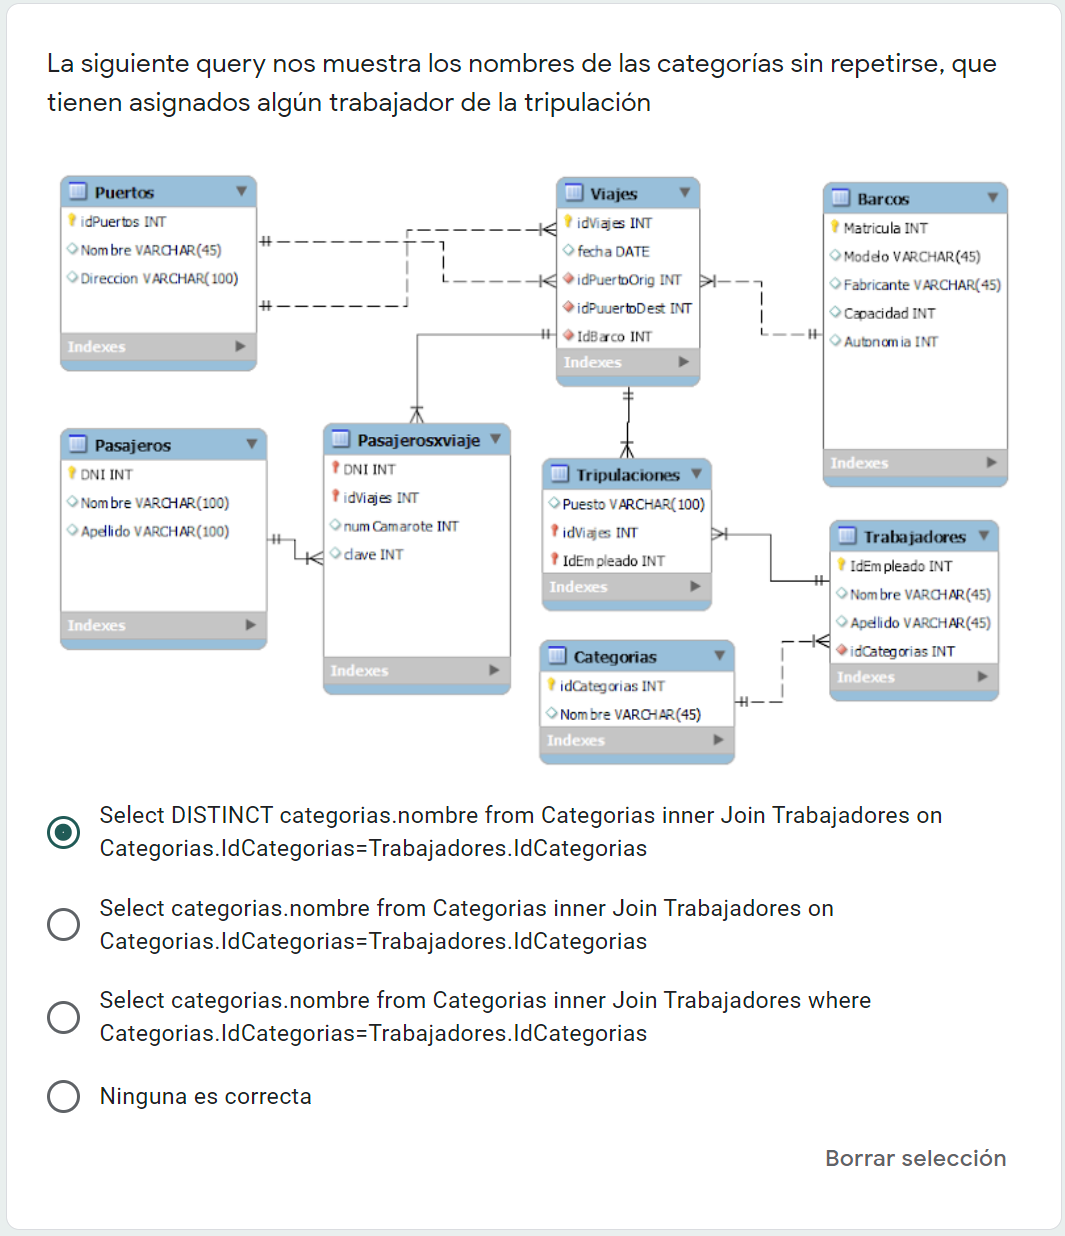 La siguiente query nos muestra los nombres de las categorías sin repetirse, que
tienen asignados algún trabajador de la tripulación
Puertos
idPuertos INT
Nombre VARCHAR(45)
Direccion VARCHAR(100)
Indexes
Viajes
idViajes INT
fecha DATE
idPuertoOrig INT
idPuuertoDest INT
IdBarco INT
Indexes
Barcos
Matricula INT
Modelo VARCHAR(45)
Fabricante VARCHAR(45)
Capacidad INT
Autonomia INT
Indexes
Pasajeros
DNI INT
Nombre VARCHAR(100)
Apellido VARCHAR(100)
Indexes
Pasajerosxviaje
DNI INT
idViajes INT
numCamarote INT
clave INT
Indexes
Tripulaciones
Puesto VARCHAR(100)
idViajes INT
IdEmpleado INT
Indexes
Trabajadores
IdEmpleado INT
Nombre VARCHAR(45)
Apellido VARCHAR(45)
idCategorias INT
Indexes
Categorias
idCategorias INT
Nombre VARCHAR(45)
Indexes
Select DISTINCT categorias.nombre from Categorias inner Join Trabajadores on
Categorias.IdCategorias=Trabajadores.IdCategorias
Select categorias.nombre from Categorias inner Join Trabajadores on
Categorias.IdCategorias=Trabajadores.IdCategorias
Select categorias.nombre from Categorias inner Join Trabajadores where
Categorias.IdCategorias=Trabajadores.IdCategorias
Ninguna es correcta
Borrar selección